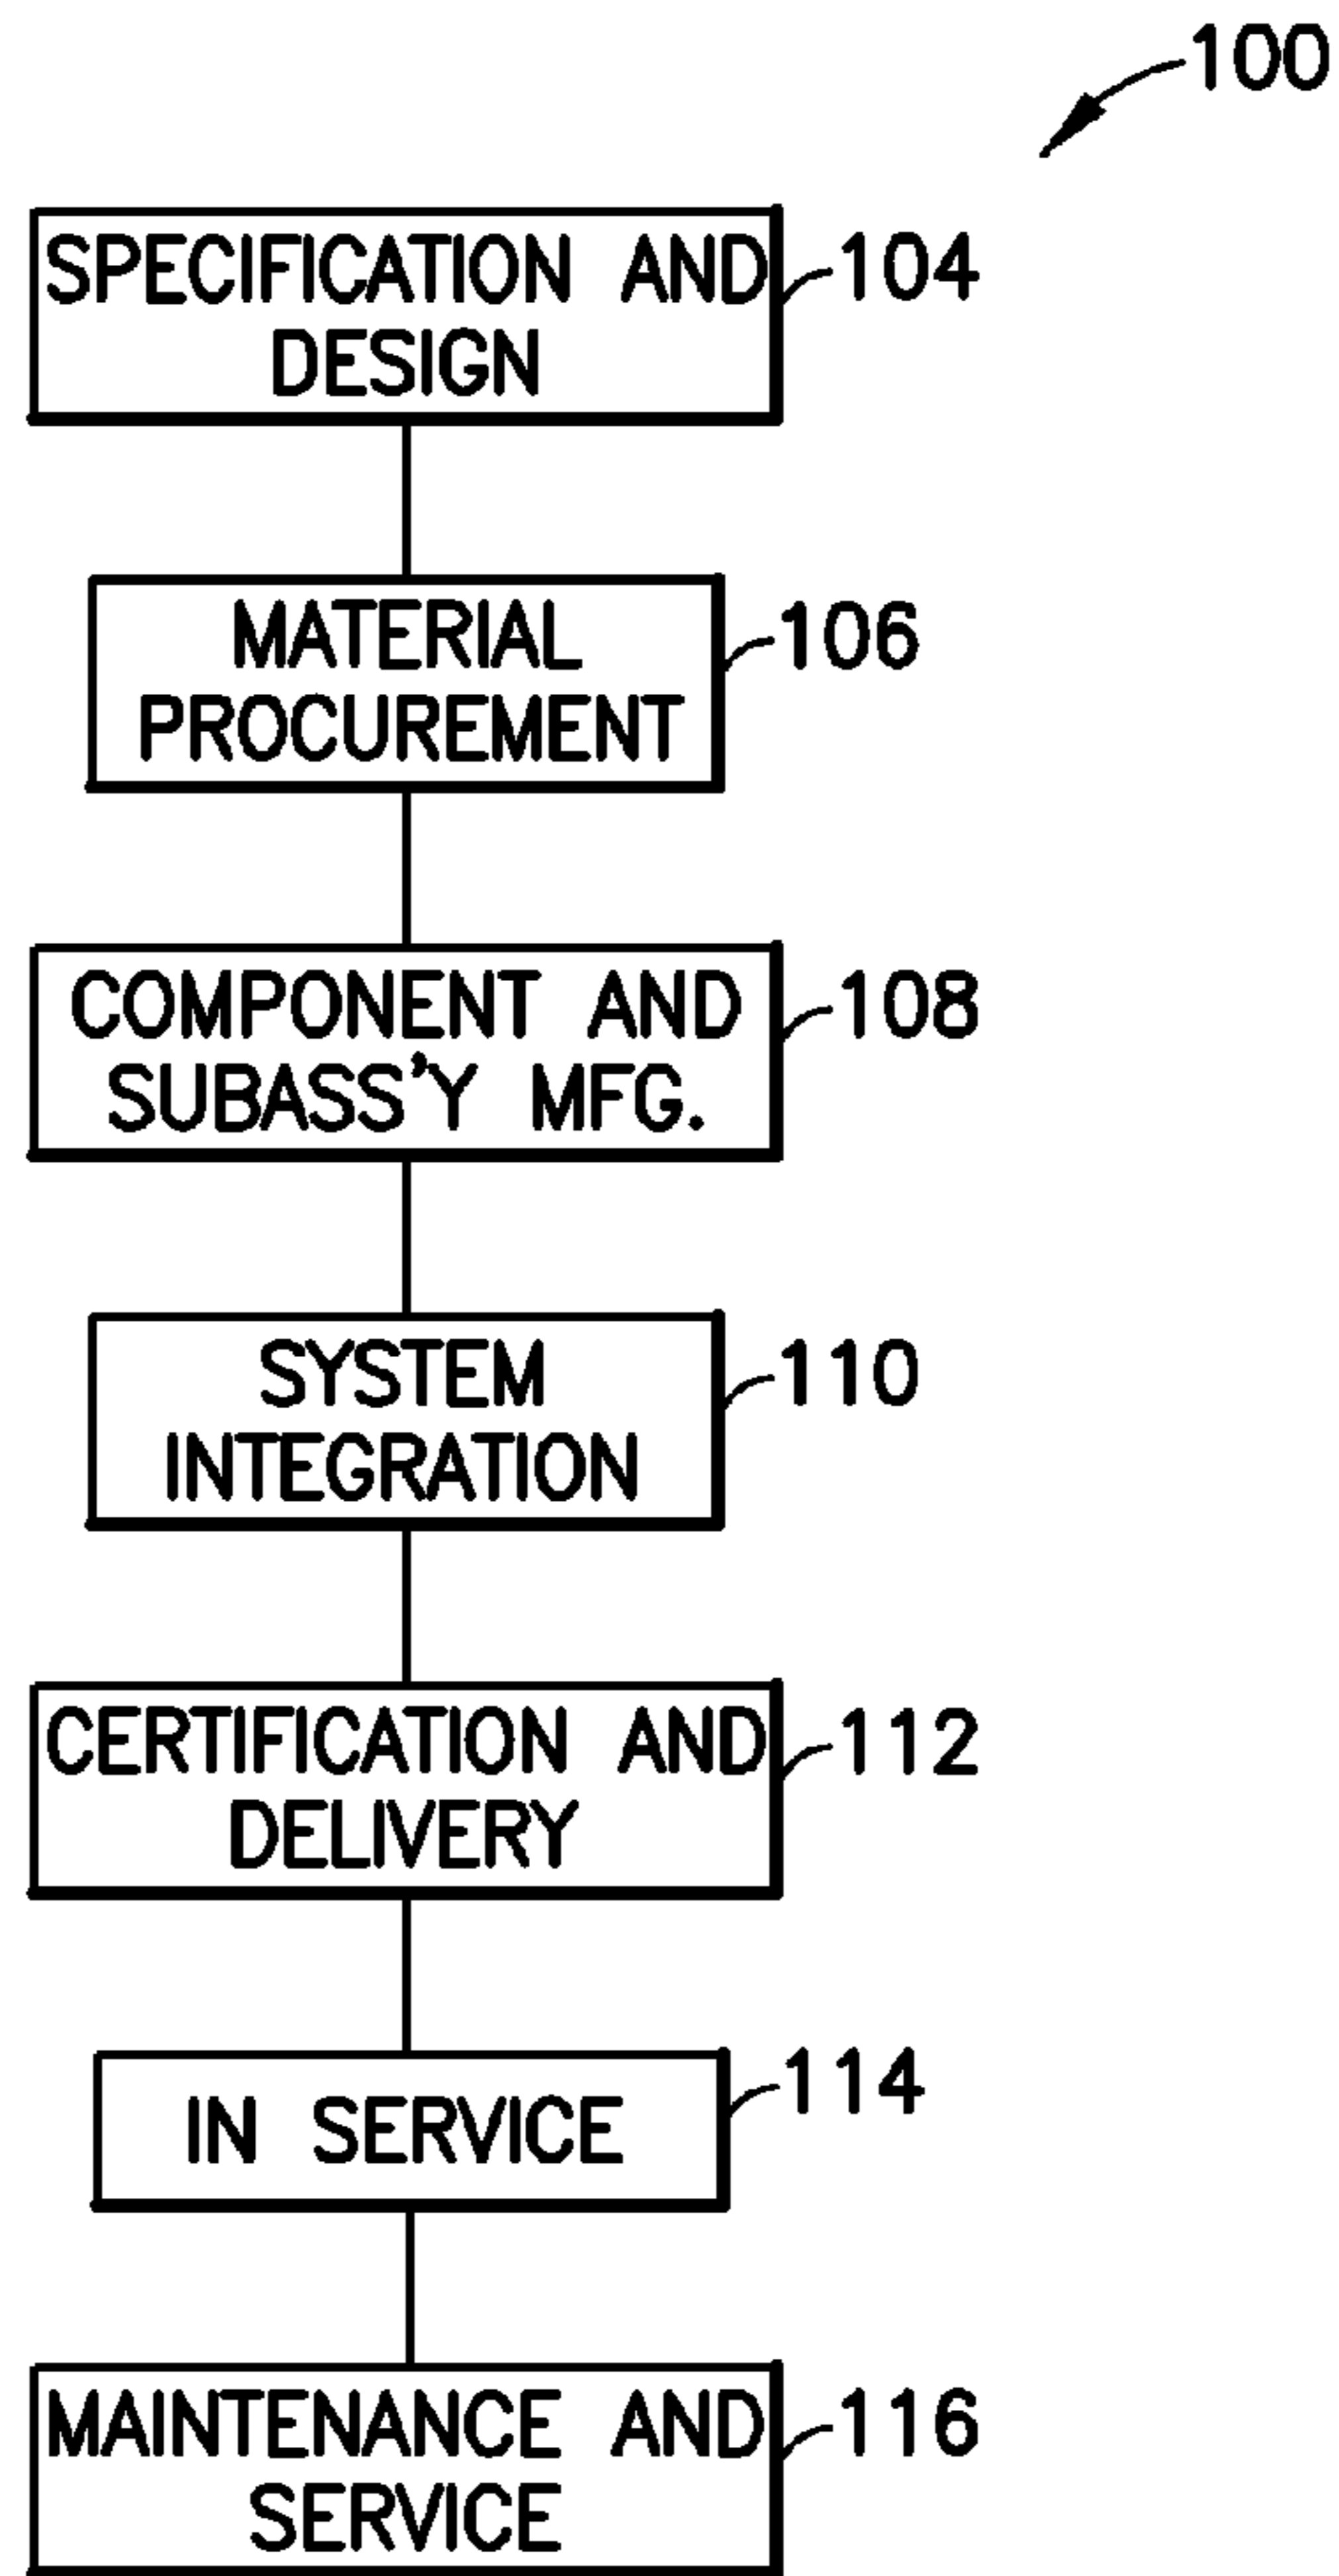 100
SPECIFICATION AND
DESIGN
104
MATERIAL
PROCUREMENT
106
COMPONENT AND
SUBASS'Y MFG.
108
SYSTEM
INTEGRATION
110
CERTIFICATION AND
DELIVERY
112
IN SERVICE
114
MAINTENANCE AND
SERVICE
116